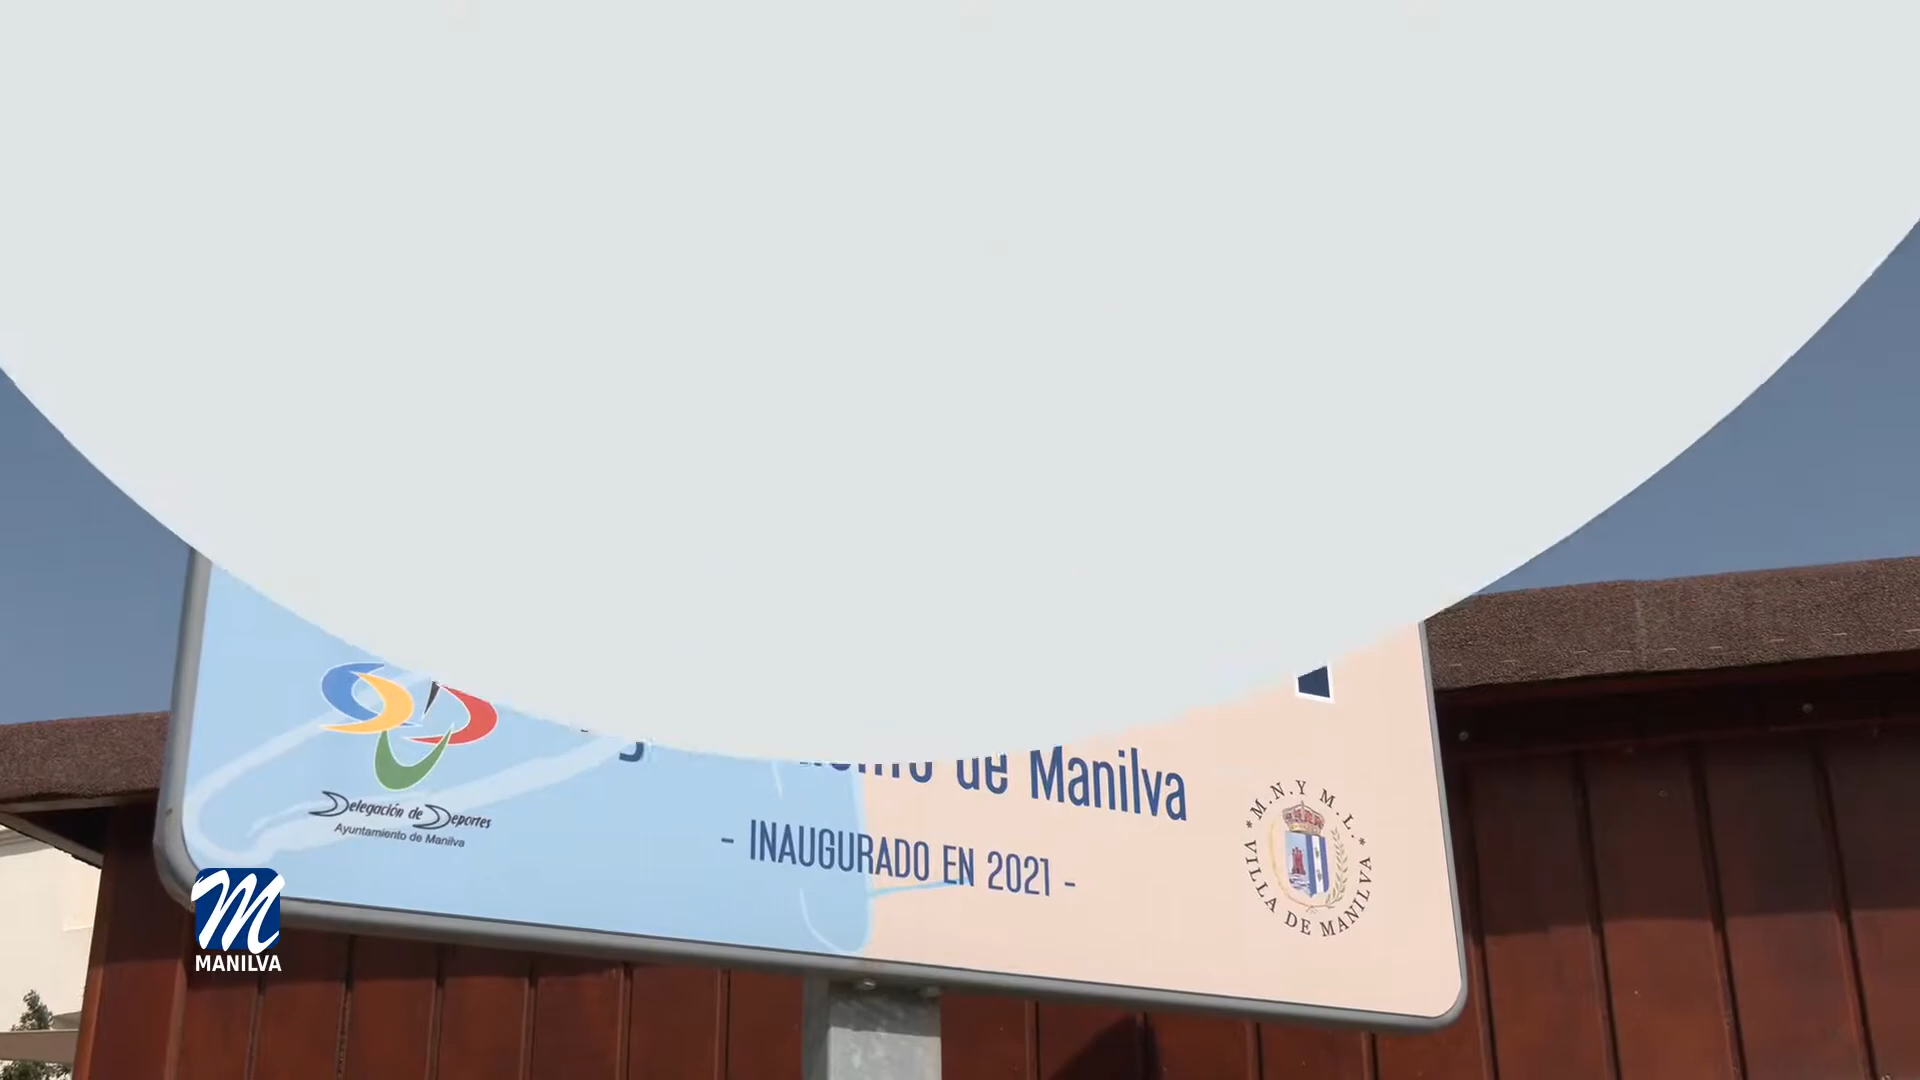 de Manilva
- INAUGURADO EN 2021 -
Delegación de Deportes
Ayuntamiento de Manilva
* M.N.Y M.L. *
VILLA DE MANILVA
M
MANILVA